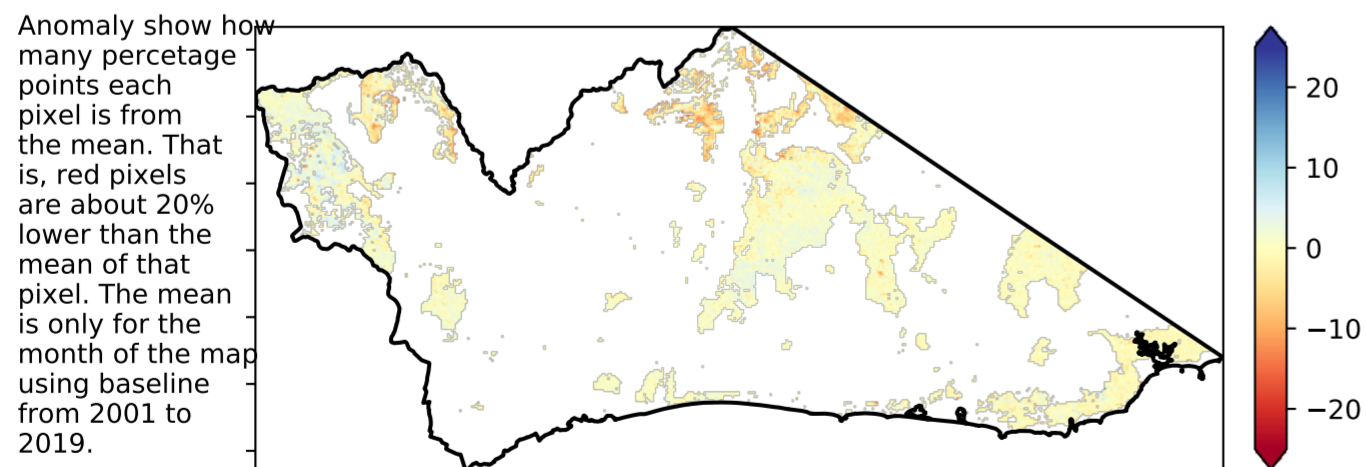 Anomaly show how
many percetage
points each
pixel is from
the mean. That
is, red pixels
are about 20%
lower than the
mean of that
pixel. The mean
is only for the
month of the map
using baseline
from 2001 to
2019.
20
10
0
−10
−20